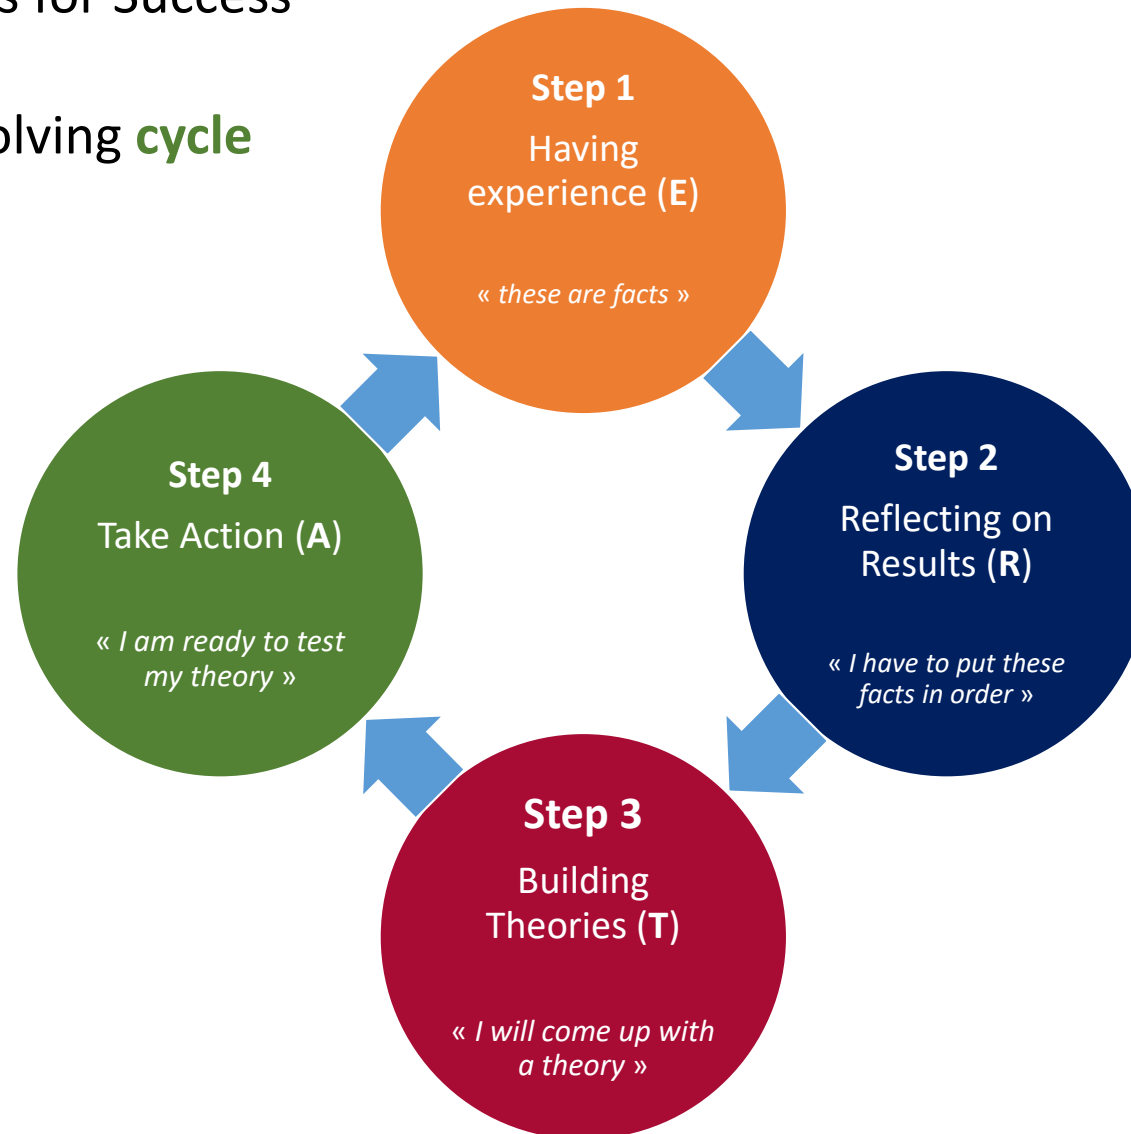 s for Success
olving cycle
Step 1
Having
experience (E)
« these are facts »
Step 2
Reflecting on
Results (R)
« I have to put these
facts in order »
Step 3
Building
Theories (T)
« I will come up with
a theory »
Step 4
Take Action (A)
« I am ready to test
my theory »